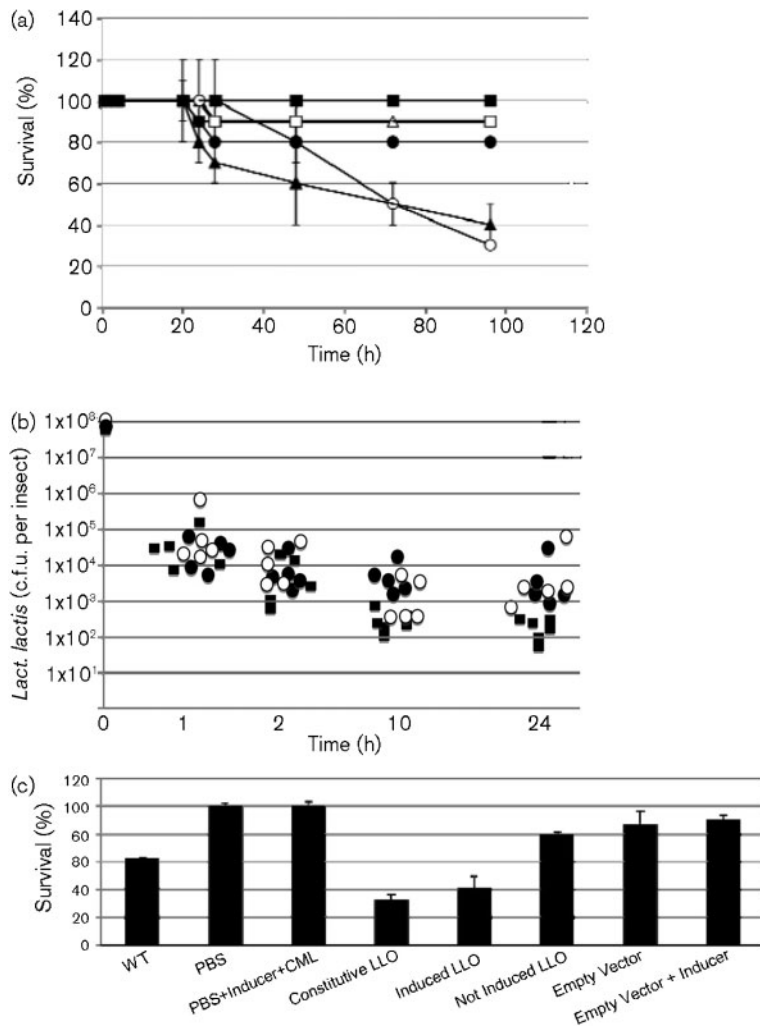 (a)
140
120
100
80
60
40
20
0
Survival (%)
0 20 40 60 80 100 120
Time (h)
(b)
1x10⁸
1x10⁷
1x10⁶
1x10⁵
1x10⁴
1x10³
1x10²
1x10¹
Lact. lactis (c.f.u. per insect)
0 1 2 10 24
Time (h)
(c)
120
100
60
80
40
20
0
Survival (%)
WT
PBS
PBS+Inducer+CML
Constitutive LLO
Induced LLO
Not Induced LLO
Empty Vector
Empty Vector + Inducer